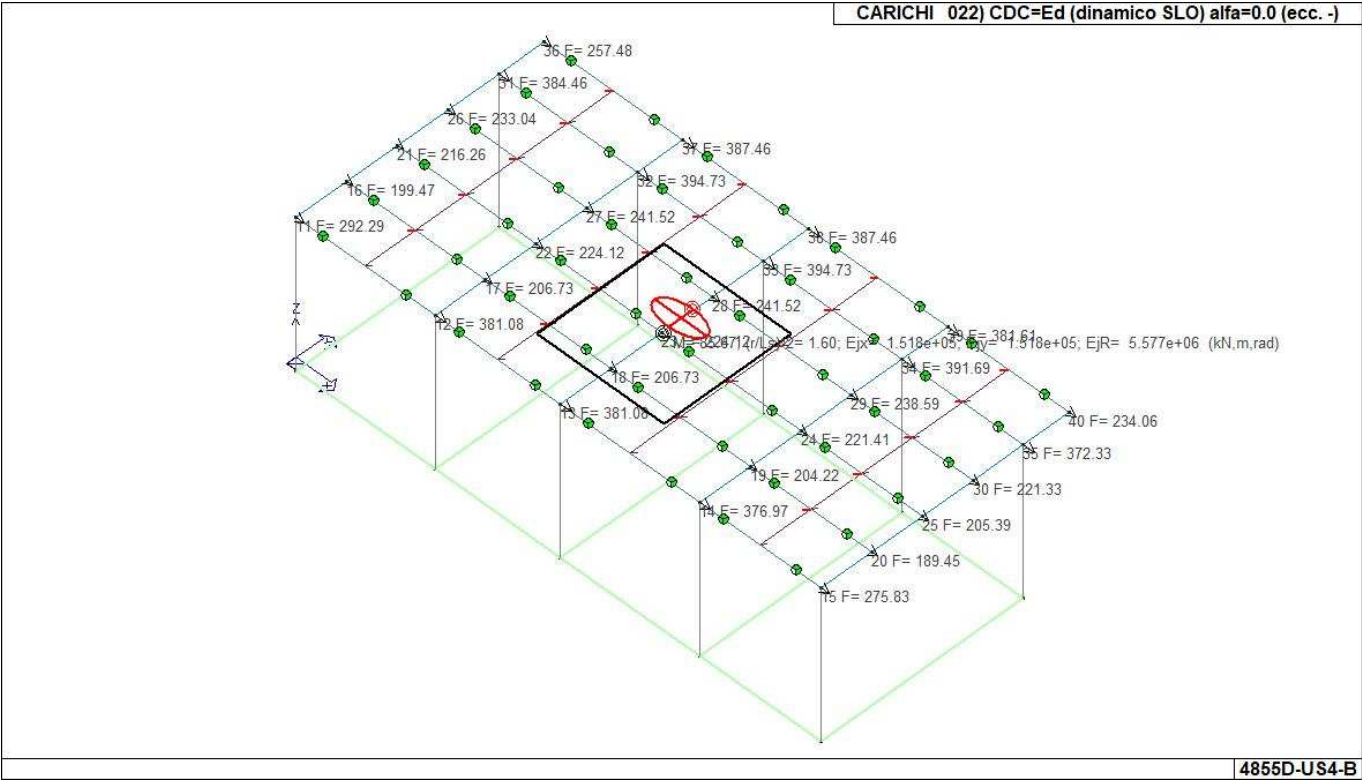 CARICHI 022) CDC=Ed (dinamico SLO) alfa=0.0 (ecc. -)
36 F= 257.48
31 F= 384.46
26 F= 233.04
21 F= 216.26
16 F= 199.47
11 F= 292.29
37 F= 387.46
32 F= 394.73
27 F= 241.52
22 F= 224.12
17 F= 206.73
12 F= 381.08
38 F= 387.46
33 F= 394.73
28 F= 241.52
1.60; Ejx= 1.518e+05; 1.518e+05; EjR= 5.577e+06 (kN,m,rad)
18 F= 206.73
13 F= 381.08
39 F= 381.61
34 F= 391.69
29 F= 238.59
24 F= 221.41
19 F= 204.22
14 F= 376.97
40 F= 234.06
35 F= 372.33
30 F= 221.33
25 F= 205.39
20 F= 189.45
15 F= 275.83
Z
4855D-US4-B